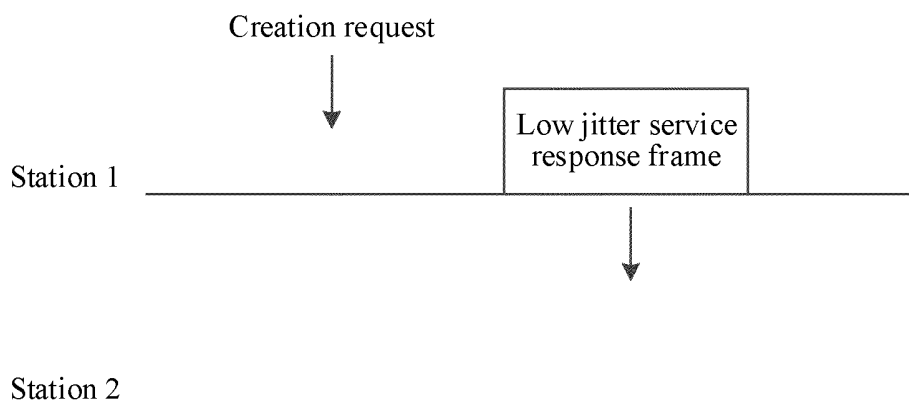 Creation request
Low jitter service
response frame
Station 1
Station 2